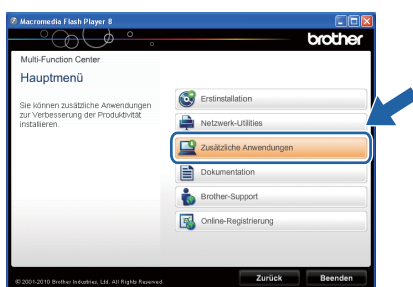 Macromedia Flash Player 8
brother
Multi-Function Center
Hauptmenü
Sie können zusätzliche Anwendungen
zur Verbesserung der Produktivität
installieren.
Erstinstallation
Netzwerk-Utilities
Zusätzliche Anwendungen
Dokumentation
Brother-Support
Online-Registrierung
© 2001-2010 Brother Industries, Ltd. All Rights Reserved.
Zurück
Beenden